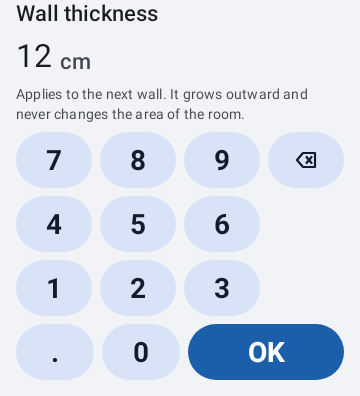 Wall thickness
12 cm
Applies to the next wall. It grows outward and
never changes the area of the room.
7 8 9
4 5 6
1 2 3
. 0 OK